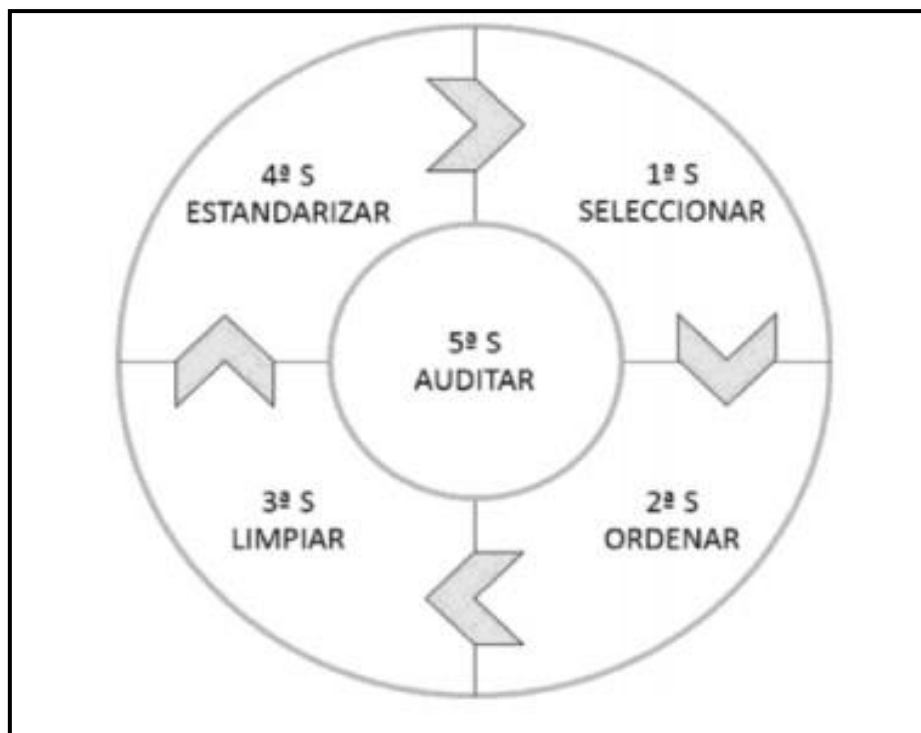 4ª S
ESTANDARIZAR
1ª S
SELECCIONAR
5ª S
AUDITAR
3ª S
LIMPIAR
2ª S
ORDENAR